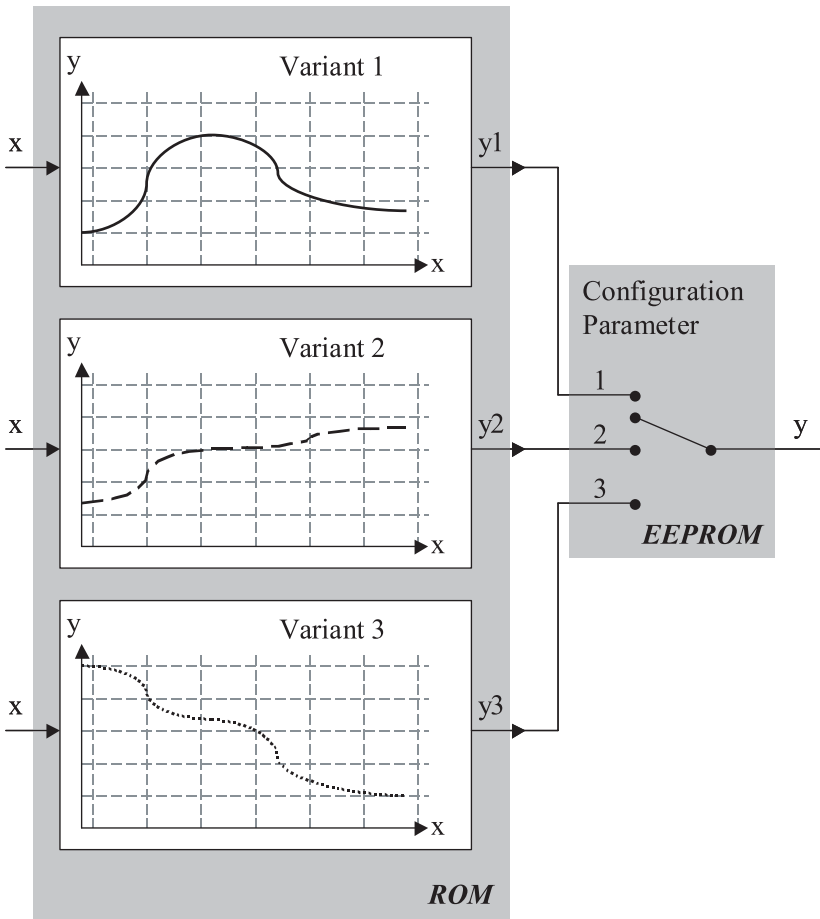 y
Variant 1
x
y1
x
Configuration
Parameter
y
Variant 2
1
x
y2
2
y
x
3
EEPROM
y
Variant 3
x
y3
x
ROM